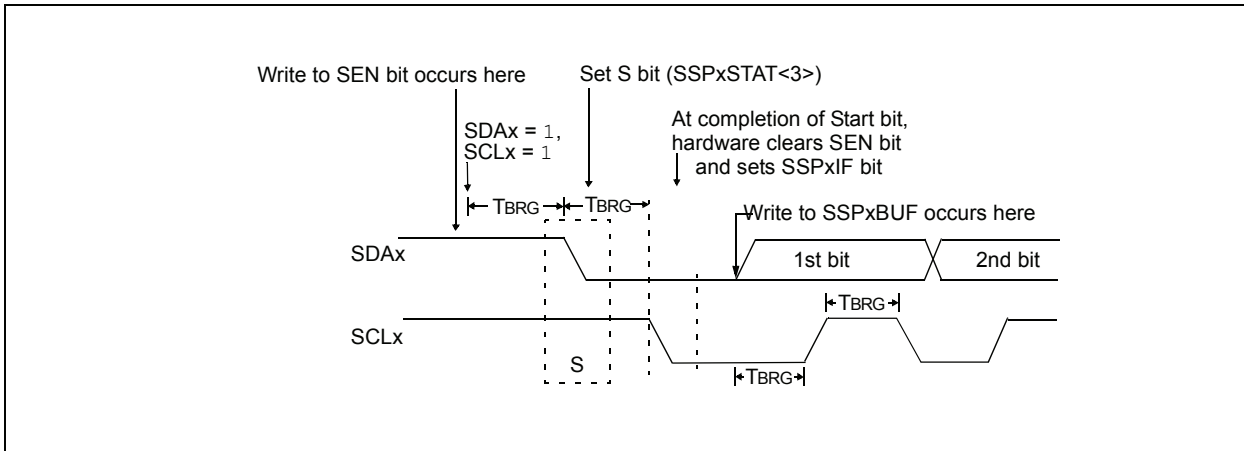 Write to SEN bit occurs here
Set S bit (SSPxSTAT<3>)
SDAx = 1,
SCLx = 1
At completion of Start bit,
hardware clears SEN bit
and sets SSPxIF bit
TBRG
TBRG
Write to SSPxBUF occurs here
SDAx
1st bit
2nd bit
TBRG
SCLx
S
TBRG